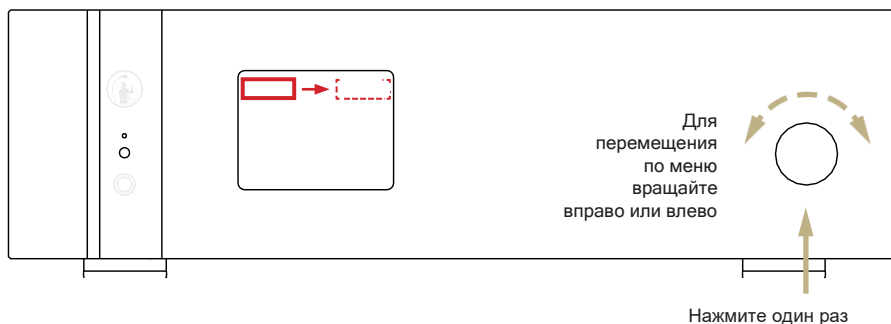 Для
перемещения
по меню
вращайте
вправо или влево
Нажмите один раз